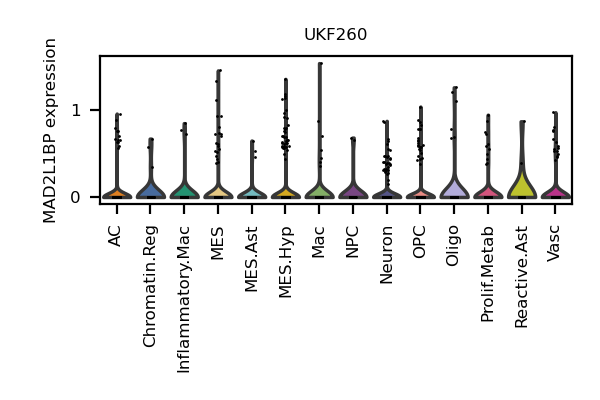 UKF260
MAD2L1BP expression
1
0
AC
Chromatin.Reg
Inflammatory.Mac
MES
MES.Ast
MES.Hyp
Mac
NPC
Neuron
OPC
Oligo
Prolif.Metab
Reactive.Ast
Vasc